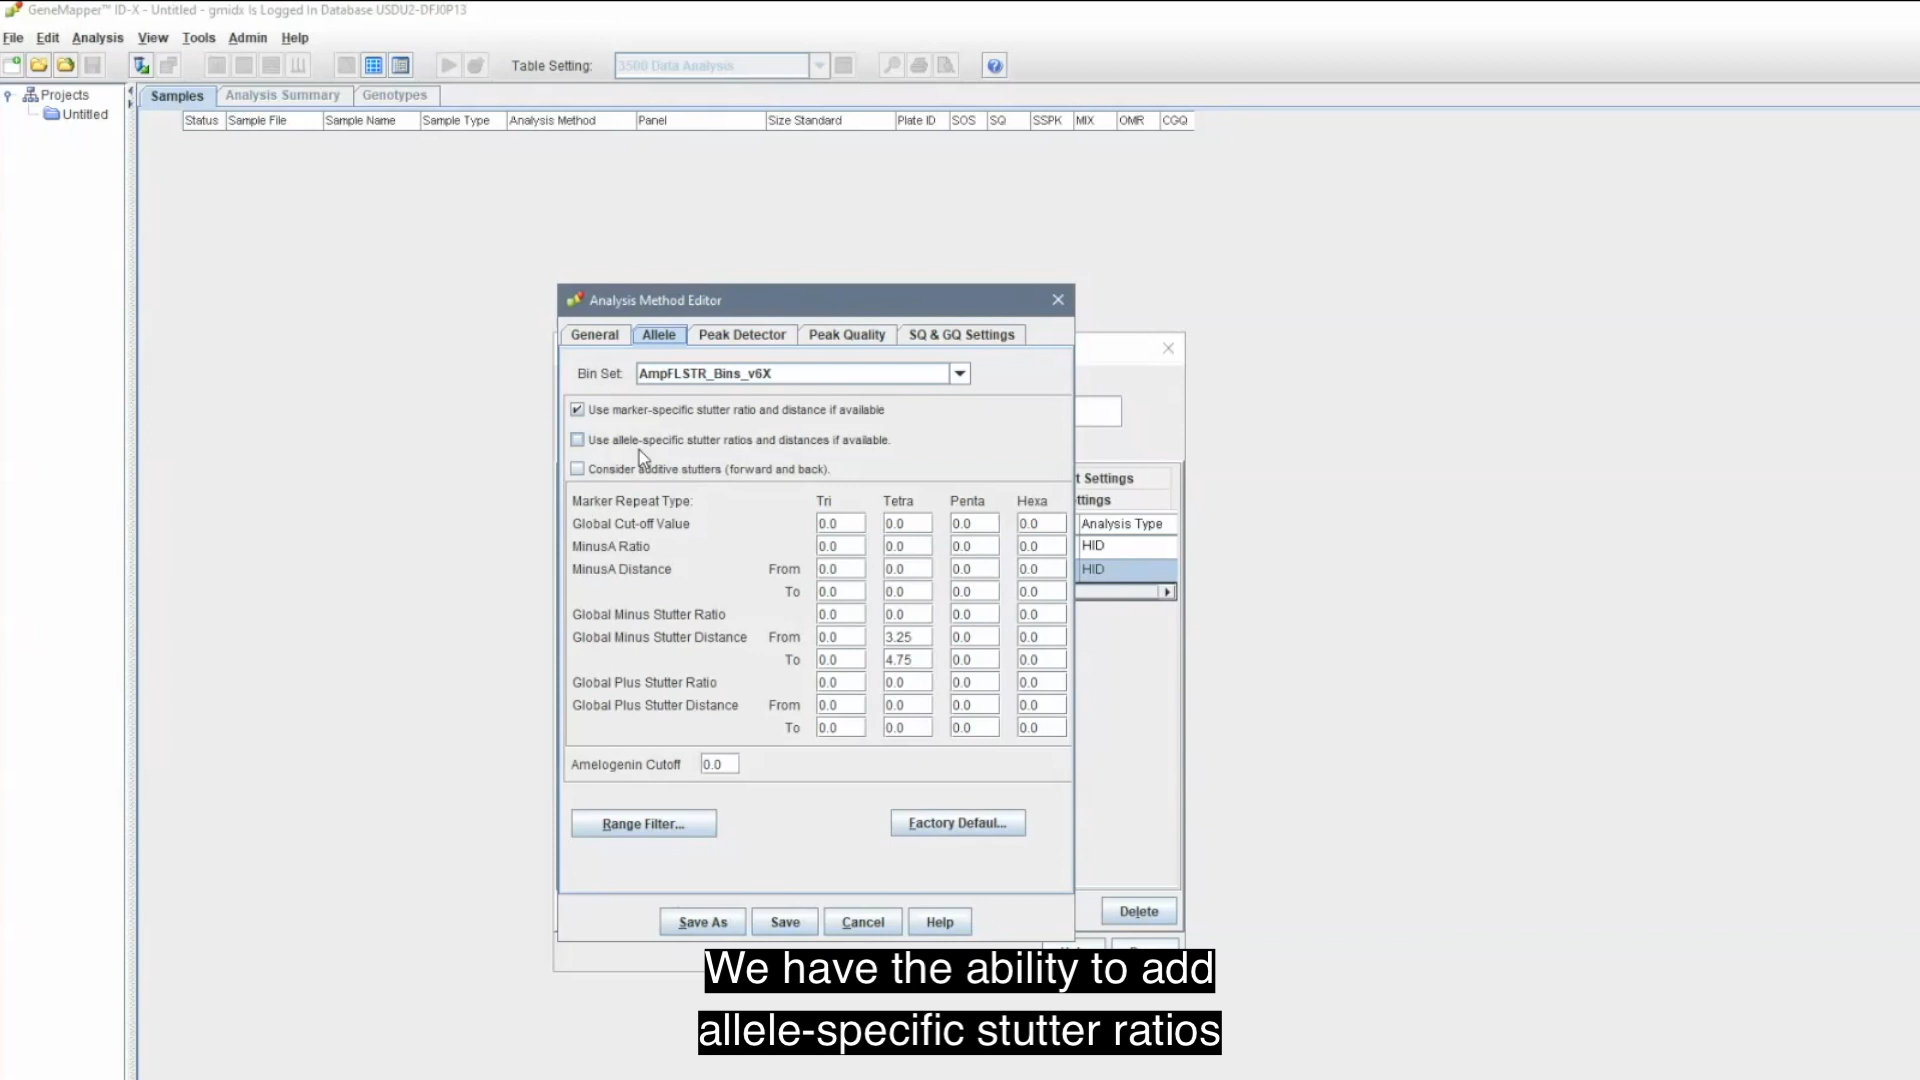 GeneMapper™ ID-X - Untitled - gmidx Is Logged In Database USDU2-DFJ0P13
File Edit Analysis View Tools Admin Help
Table Setting: 3500 Data Analysis
Projects
Untitled
Samples Analysis Summary Genotypes
Status Sample File Sample Name Sample Type Analysis Method Panel Size Standard Plate ID SOS SQ SSPK MIX OMR CGQ
Analysis Method Editor
General Allele Peak Detector Peak Quality SQ & GQ Settings
Bin Set: AmpFLSTR_Bins_v6X
Use marker-specific stutter ratio and distance if available
Use allele-specific stutter ratios and distances if available.
Consider additive stutters (forward and back).
Marker Repeat Type: Tri Tetra Penta Hexa
Global Cut-off Value 0.0 0.0 0.0 0.0
MinusA Ratio 0.0 0.0 0.0 0.0
MinusA Distance From 0.0 0.0 0.0 0.0
To 0.0 0.0 0.0 0.0
Global Minus Stutter Ratio 0.0 0.0 0.0 0.0
Global Minus Stutter Distance From 0.0 3.25 0.0 0.0
To 0.0 4.75 0.0 0.0
Global Plus Stutter Ratio 0.0 0.0 0.0 0.0
Global Plus Stutter Distance From 0.0 0.0 0.0 0.0
To 0.0 0.0 0.0 0.0
Amelogenin Cutoff 0.0
Range Filter... Factory Defaul...
Save As Save Cancel Help
t Settings
ttings
Analysis Type
HID
HID
Delete
We have the ability to add
allele-specific stutter ratios